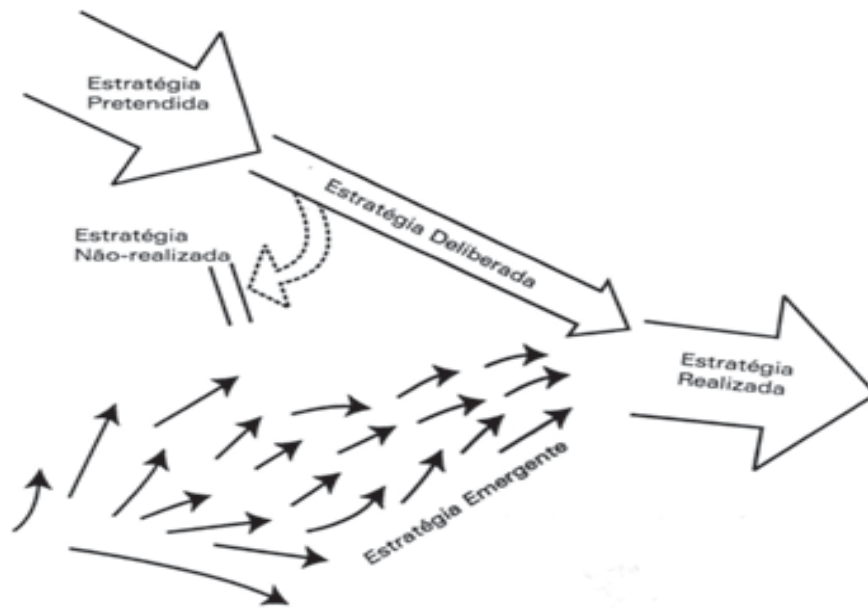 Estratégia
Pretendida
Estratégia Deliberada
Estratégia
Não-realizada
Estratégia
Realizada
Estratégia Emergente